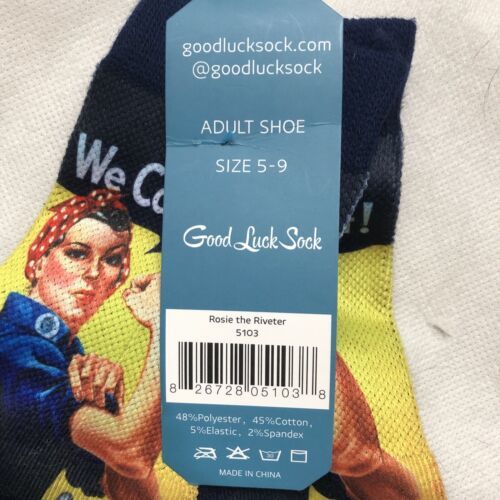 goodlucksock.com
@goodlucksock
ADULT SHOE
SIZE 5-9
We
!
Good Luck Sock
Rosie the Riveter
5103
8 26728 05103 8
48%Polyester, 45%Cotton,
5%Elastic, 2%Spandex
30
MADE IN CHINA